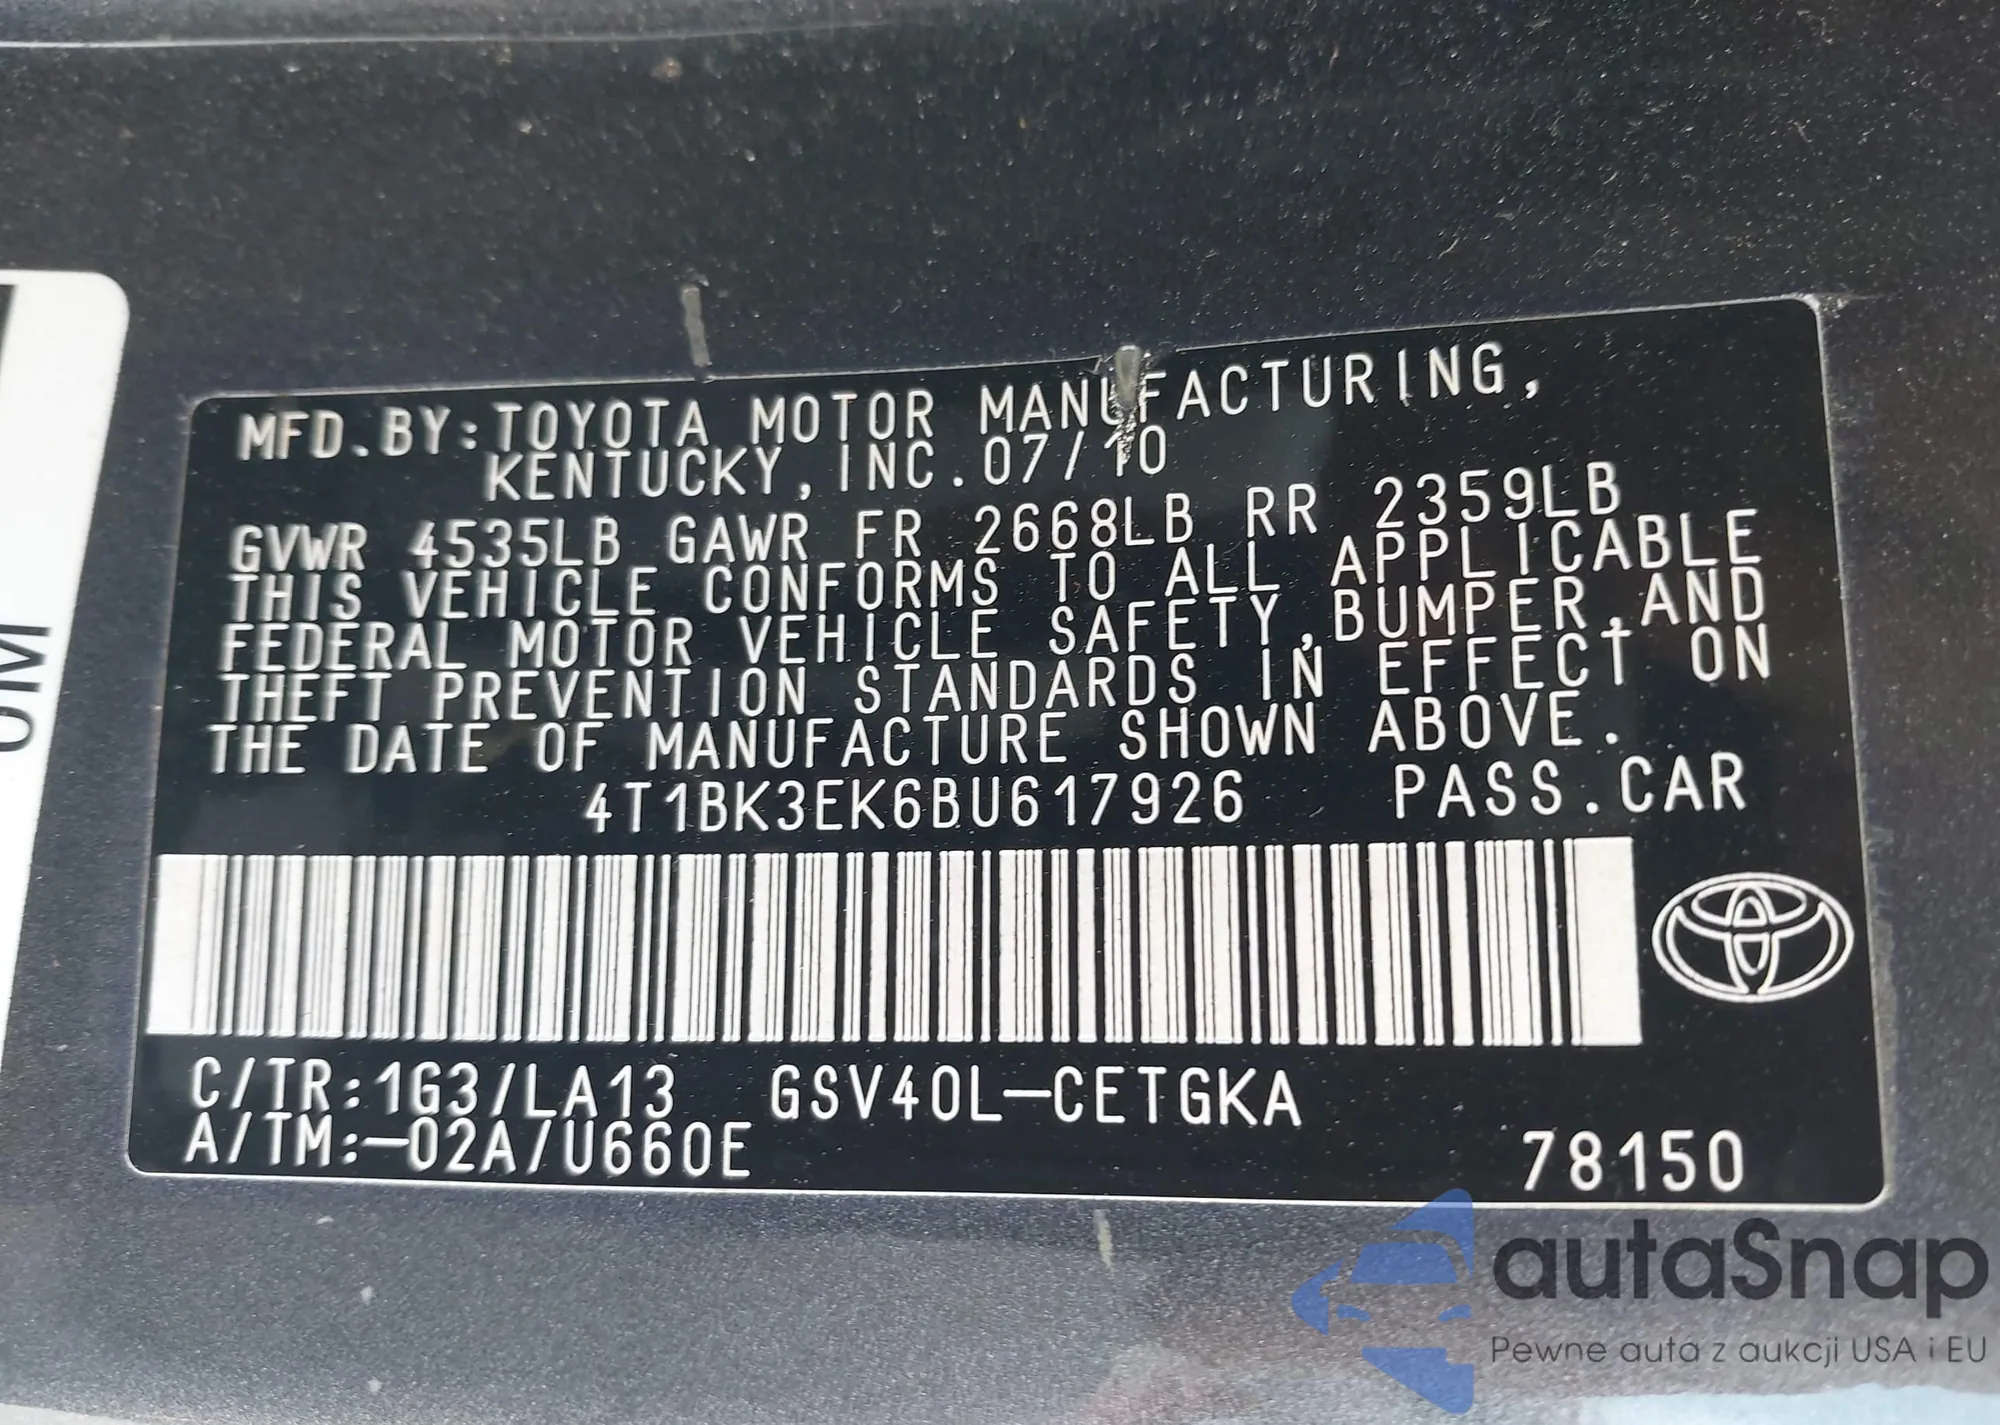 MFD.BY:TOYOTA MOTOR MANUFACTURING,
KENTUCKY,INC.07/10
GVWR 4535LB GAWR FR 2668LB RR 2359LB
THIS VEHICLE CONFORMS TO ALL APPLICABLE
FEDERAL MOTOR VEHICLE SAFETY,BUMPER,AND
THEFT PREVENTION STANDARDS IN EFFECT ON
THE DATE OF MANUFACTURE SHOWN ABOVE.
4T1BK3EK6BU617926 PASS.CAR
C/TR:1G3/LA13 GSV40L-CETGKA
A/TM:-02A/U660E
78150
autaSnap
Pewne auta z aukcji USA i EU